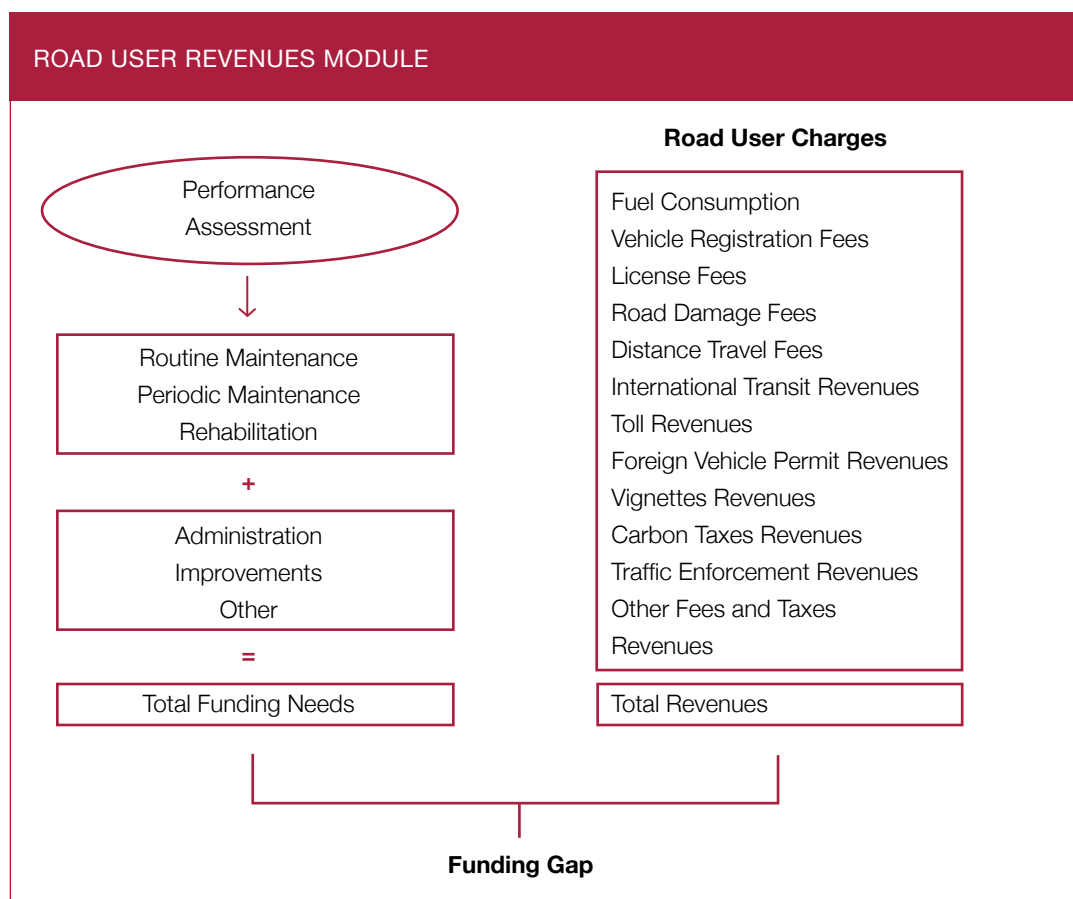 ROAD USER REVENUES MODULE
Performance
Assessment
Routine Maintenance
Periodic Maintenance
Rehabilitation
+
Administration
Improvements
Other
=
Total Funding Needs
Road User Charges
Fuel Consumption
Vehicle Registration Fees
License Fees
Road Damage Fees
Distance Travel Fees
International Transit Revenues
Toll Revenues
Foreign Vehicle Permit Revenues
Vignettes Revenues
Carbon Taxes Revenues
Traffic Enforcement Revenues
Other Fees and Taxes
Revenues
Total Revenues
Funding Gap